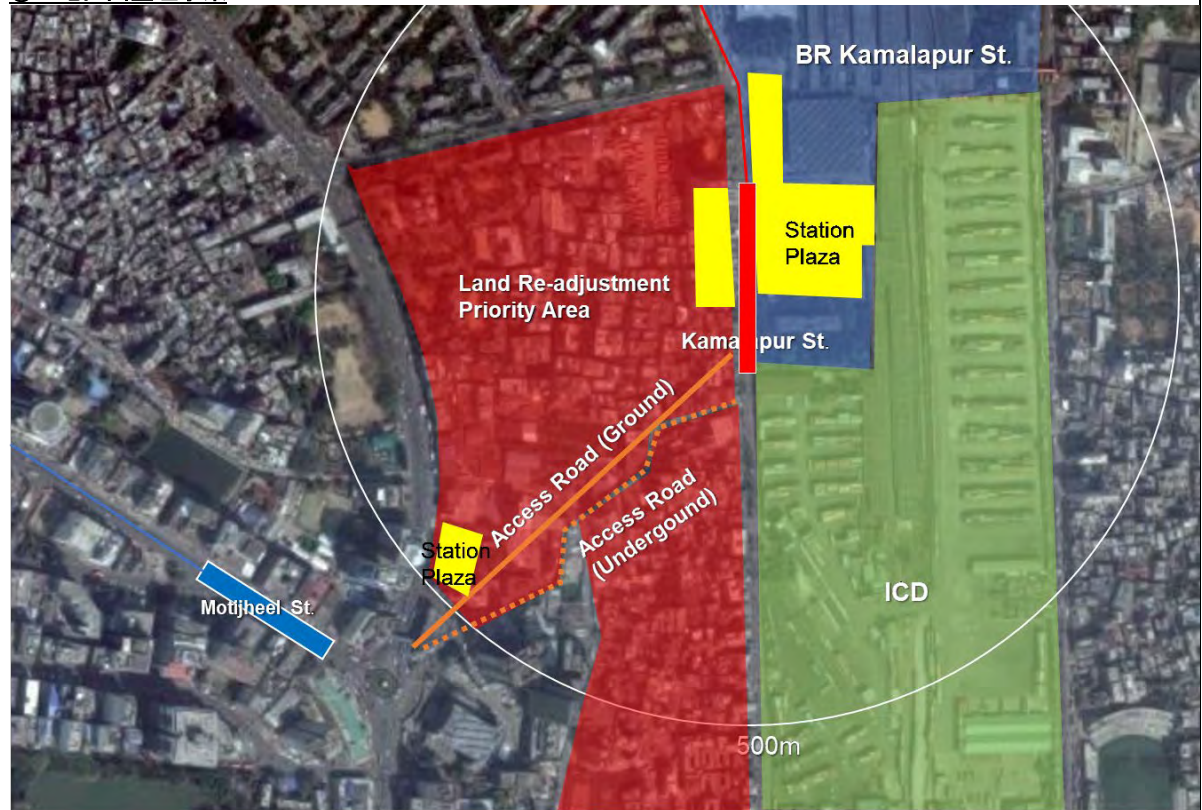 BR Kamalapur St.
Station
Plaza
Land Re-adjustment
Priority Area
Kamalapur St.
Access Road (Ground)
Access Road
(Undergound)
Station
Plaza
Motijheel St.
ICD
500m